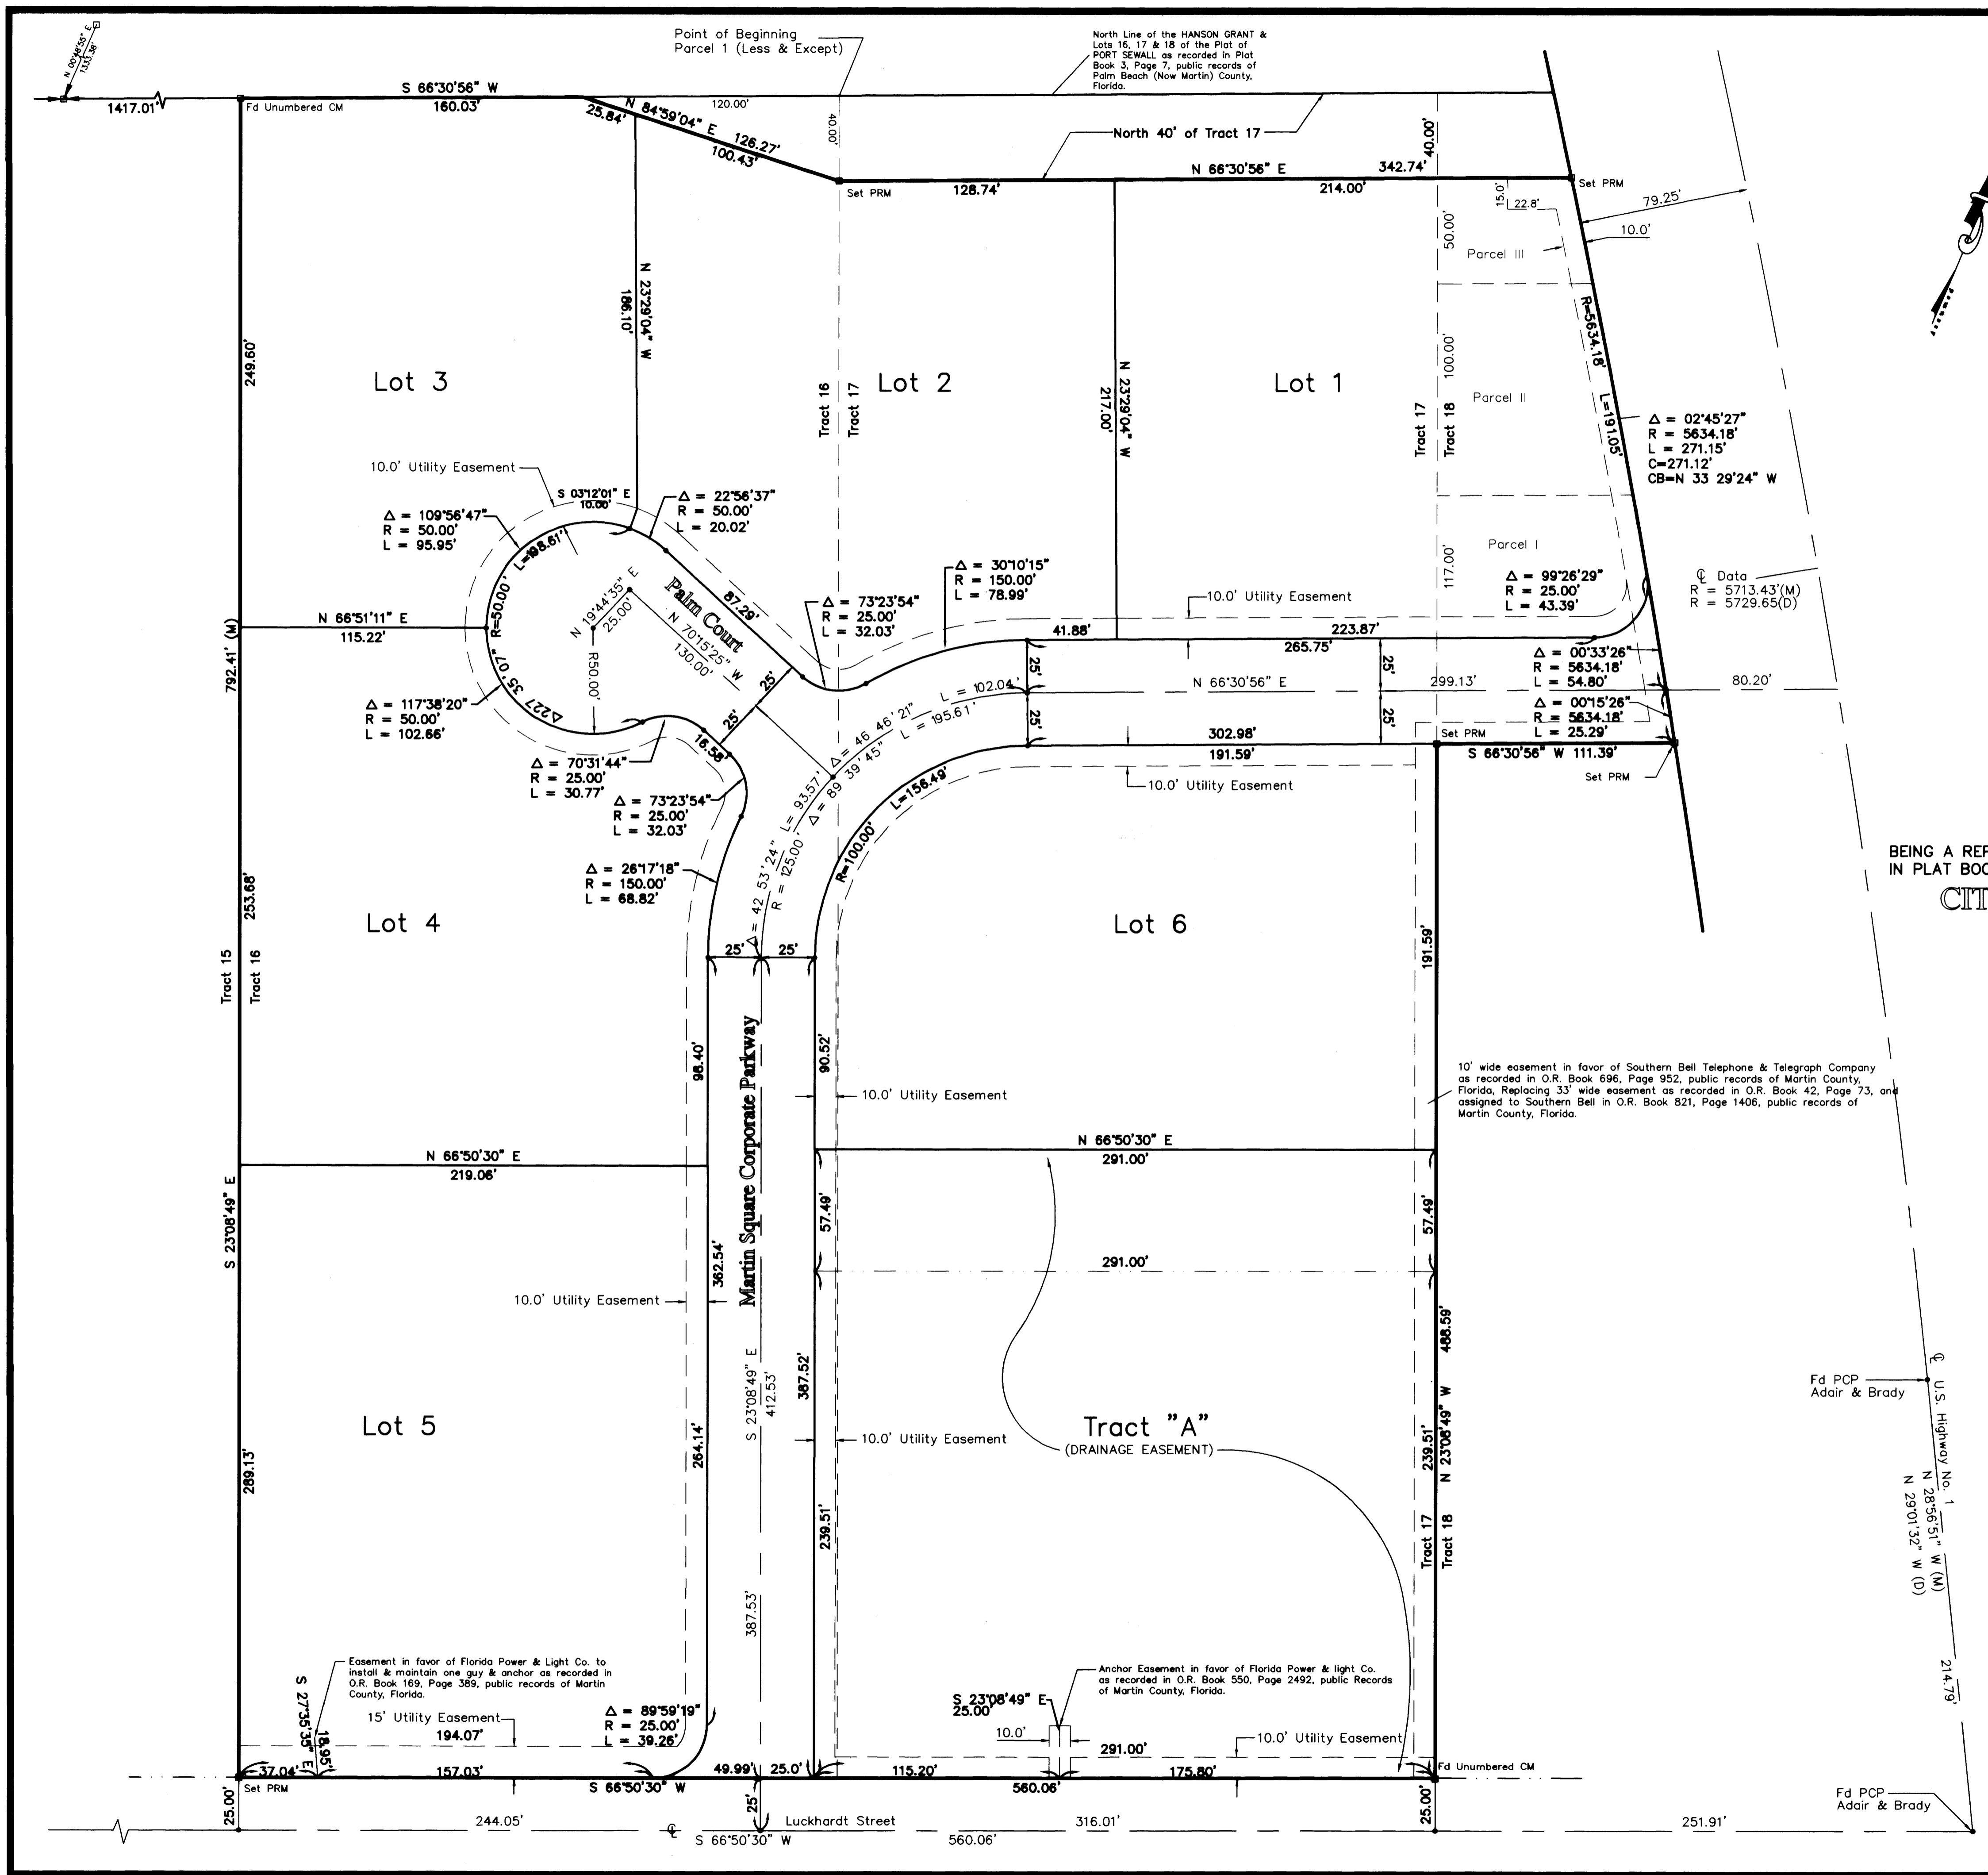 N 00°48'55" E
1333.38'
1417.01'
Fd Unumbered CM
S 66°30'56" W
160.03'
N 84°59'04" E
25.84'
126.27'
100.43'
120.00'
40.00'
Point of Beginning
Parcel 1 (Less & Except)
North Line of the HANSON GRANT &
Lots 16, 17 & 18 of the Plat of
PORT SEWALL as recorded in Plat
Book 3, Page 7, public records of
Palm Beach (Now Martin) County,
Florida.
North 40' of Tract 17
40.00'
N 66°30'56" E
342.74'
Set PRM
128.74'
214.00'
Set PRM
15.0'
22.8'
79.25'
10.0'
50.00'
Parcel III
N 23°29'04" W
186.10'
249.60'
Lot 3
Tract 16
Tract 17
Lot 2
N 23°29'04" W
217.00'
Lot 1
Tract 17
Tract 18
100.00'
Parcel II
R=5634.18'
L=191.05'
Δ = 02°45'27"
R = 5634.18'
L = 271.15'
C=271.12'
CB=N 33 29'24" W
10.0' Utility Easement
S 03°12'01" E
10.00'
Δ = 109°56'47"
R = 50.00'
L = 95.95'
L=198.61'
Δ = 22°56'37"
R = 50.00'
L = 20.02'
Δ = 30°10'15"
R = 150.00'
L = 78.99'
117.00'
Parcel I
Δ = 99°26'29"
R = 25.00'
L = 43.39'
℄ Data
R = 5713.43'(M)
R = 5729.65(D)
N 66°51'11" E
115.22'
792.41' (M)
R=50.00'
N 19°44'35" E
25.00'
R50.00'
Δ227 35' 07"
Palm Court
87.29'
N 70°15'25" W
130.00'
Δ = 73°23'54"
R = 25.00'
L = 32.03'
10.0' Utility Easement
41.88'
223.87'
265.75'
25'
25'
25'
25'
N 66°30'56" E
299.13'
Δ = 00°33'26"
R = 5634.18'
L = 54.80'
80.20'
Δ = 00°15'26"
R = 5634.18'
L = 25.29'
Δ = 117°38'20"
R = 50.00'
L = 102.66'
Δ = 70°31'44"
R = 25.00'
L = 30.77'
16.58'
25'
25'
Δ = 73°23'54"
R = 25.00'
L = 32.03'
Δ = 46 46' 21"
L = 102.04'
L = 195.61'
Δ = 89 39' 45"
L= 93.57'
Δ = 42 53' 24"
R = 125.00'
302.98'
191.59'
Set PRM
S 66°30'56" W 111.39'
Set PRM
10.0' Utility Easement
L=156.49'
R=100.00'
Δ = 26°17'18"
R = 150.00'
L = 68.82'
253.68'
Lot 4
Lot 6
BEING A REP
IN PLAT BOO
CIT
Tract 15
Tract 16
25'
25'
191.59'
98.40'
Martin Square Corporate Parkway
90.52'
10.0' Utility Easement
10' wide easement in favor of Southern Bell Telephone & Telegraph Company
as recorded in O.R. Book 696, Page 952, public records of Martin County,
Florida, Replacing 33' wide easement as recorded in O.R. Book 42, Page 73, and
assigned to Southern Bell in O.R. Book 821, Page 1406, public records of
Martin County, Florida.
S 23°08'49" E
N 66°50'30" E
219.06'
N 66°50'30" E
291.00'
57.49'
57.49'
291.00'
362.54'
10.0' Utility Easement
S 23°08'49" E
412.53'
387.52'
488.59'
N 23°08'49" W
239.51'
Lot 5
289.13'
264.14'
10.0' Utility Easement
Tract "A"
(DRAINAGE EASEMENT)
Fd PCP
Adair & Brady
℄ U.S. Highway No. 1
N 28°56'51" W (M)
N 29°01'32" W (D)
214.79'
239.51'
387.53'
Tract 17
Tract 18
Easement in favor of Florida Power & Light Co. to
install & maintain one guy & anchor as recorded in
O.R. Book 169, Page 389, public records of Martin
County, Florida.
S 27°35'35" E
18.95'
15' Utility Easement
194.07'
Δ = 89°59'19"
R = 25.00'
L = 39.26'
Anchor Easement in favor of Florida Power & light Co.
as recorded in O.R. Book 550, Page 2492, public Records
of Martin County, Florida.
S 23°08'49" E
25.00'
10.0'
291.00'
10.0' Utility Easement
37.04'
157.03'
49.99'
25.0'
115.20'
175.80'
Fd Unumbered CM
Set PRM
S 66°50'30" W
560.06'
25.00'
25'
25.00'
244.05'
℄
Luckhardt Street
S 66°50'30" W
560.06'
316.01'
251.91'
Fd PCP
Adair & Brady